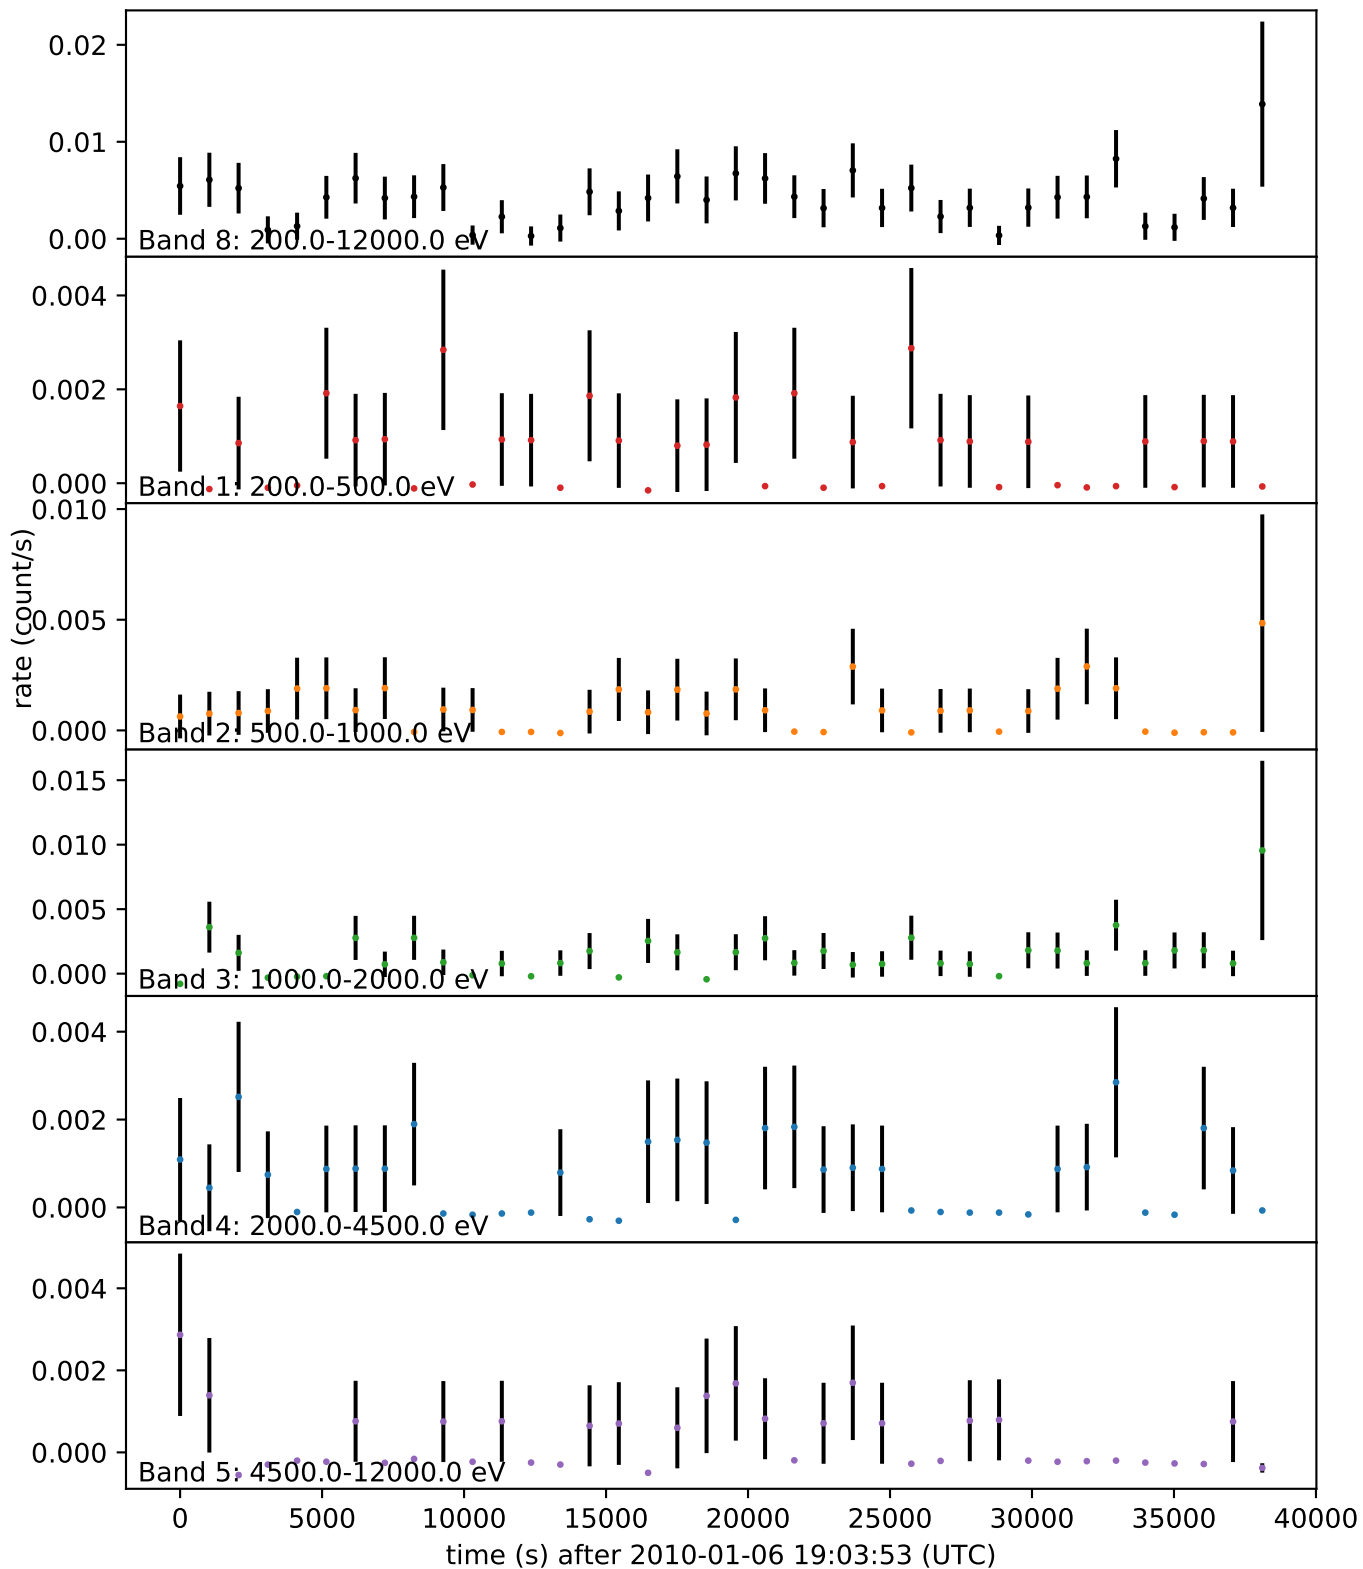 0.02
0.01
0.00
Band 8: 200.0-12000.0 eV
0.004
0.002
0.000
Band 1: 200.0-500.0 eV
0.010
0.005
0.000
Band 2: 500.0-1000.0 eV
rate (count/s)
0.015
0.010
0.005
0.000
Band 3: 1000.0-2000.0 eV
0.004
0.002
0.000
Band 4: 2000.0-4500.0 eV
0.004
0.002
0.000
Band 5: 4500.0-12000.0 eV
0 5000 10000 15000 20000 25000 30000 35000 40000
time (s) after 2010-01-06 19:03:53 (UTC)